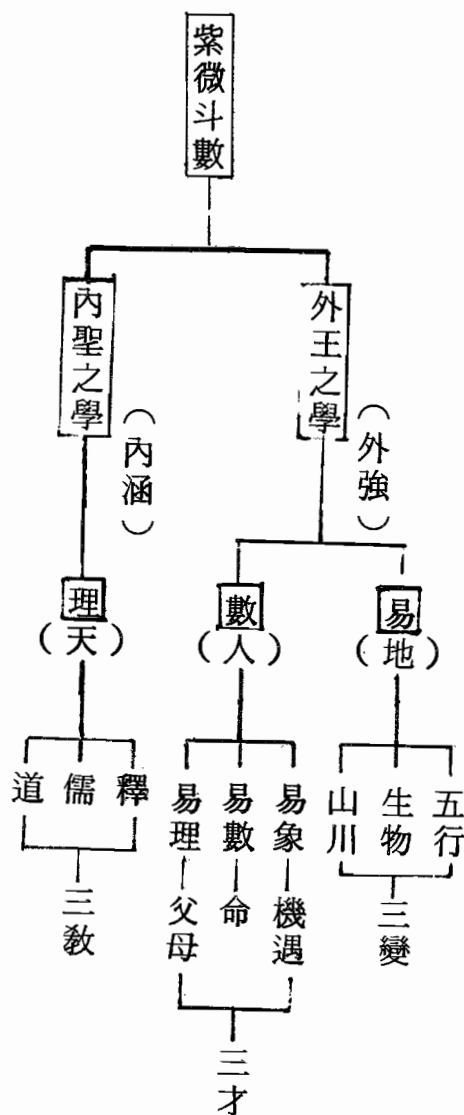 紫微斗數
外王之學
（外強）
內聖之學
（內涵）
易
（地）
數
（人）
理
（天）
五行
生物
山川
三變
易象—機遇
易數—命
易理—父母
三才
釋
儒
道
三教